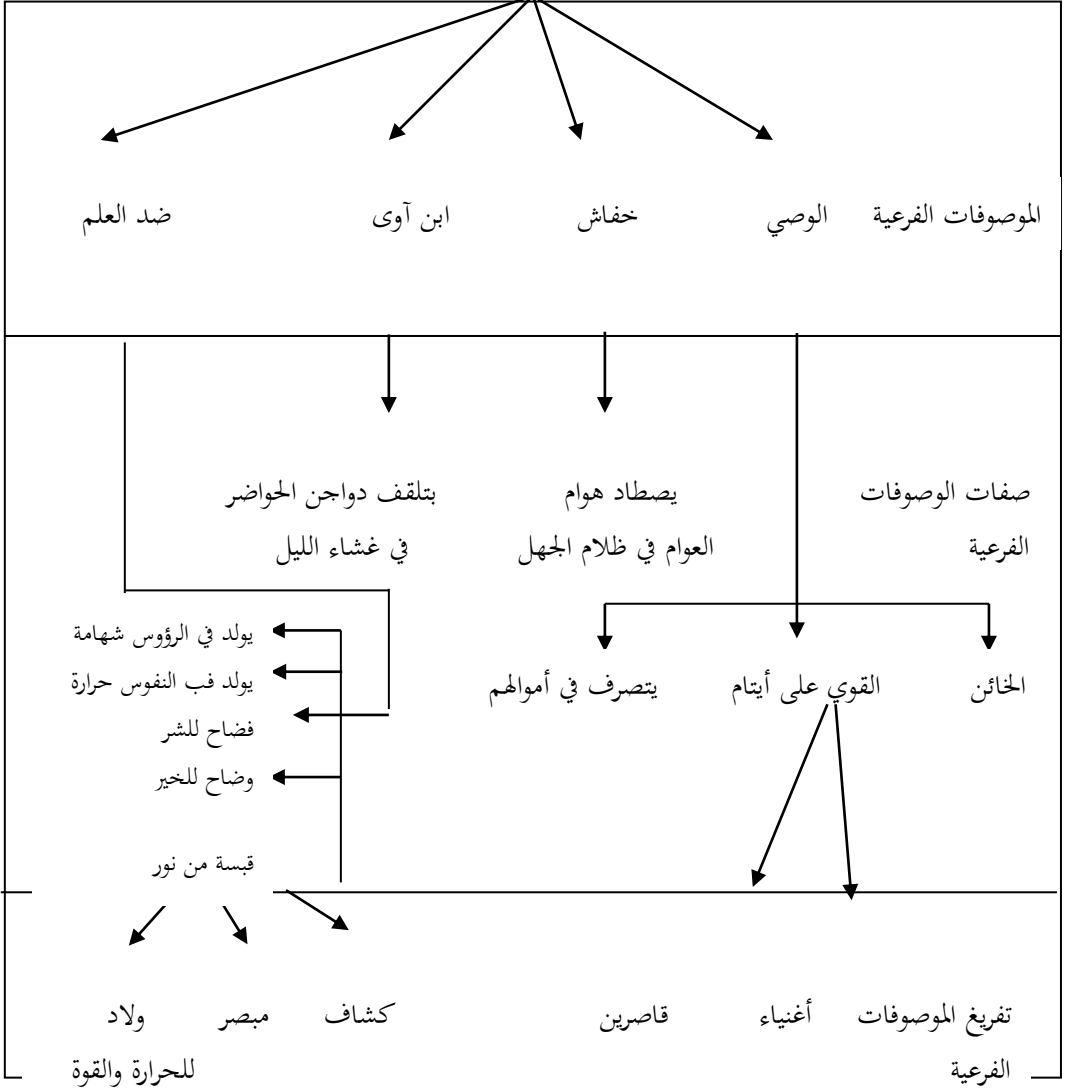 الموصوفات الفرعية الوصي خفاش ابن آوى ضد العلم
صفات الوصوفات يصطاد هوام بتلقف دواجن الحواضر
الفرعية العوام في ظلام الجهل في غشاء الليل
يولد في الرؤوس شهامة
الخائن القوي على أيتام يتصرف في أموالهم يولد فب النفوس حرارة
فضاح للشر
وضاح للخير
قبسة من نور
تفريغ الموصوفات أغنياء قاصرين كشاف مبصر ولاد
الفرعية للحرارة والقوة